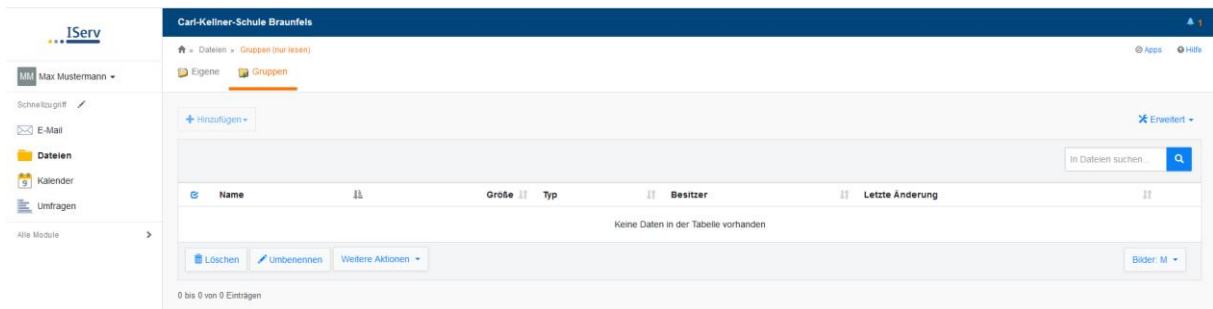 IServ
Carl-Kellner-Schule Braunfels
1
» Dateien » Gruppen (nur lesen)
Apps Hilfe
MM Max Mustermann
Eigene Gruppen
Schnellzugriff
E-Mail
Dateien
9 Kalender
Umfragen
Alle Module
+ Hinzufügen
Erweitert
In Dateien suchen...
Name Größe Typ Besitzer Letzte Änderung
Keine Daten in der Tabelle vorhanden
Löschen Umbenennen Weitere Aktionen Bilder: M
0 bis 0 von 0 Einträgen